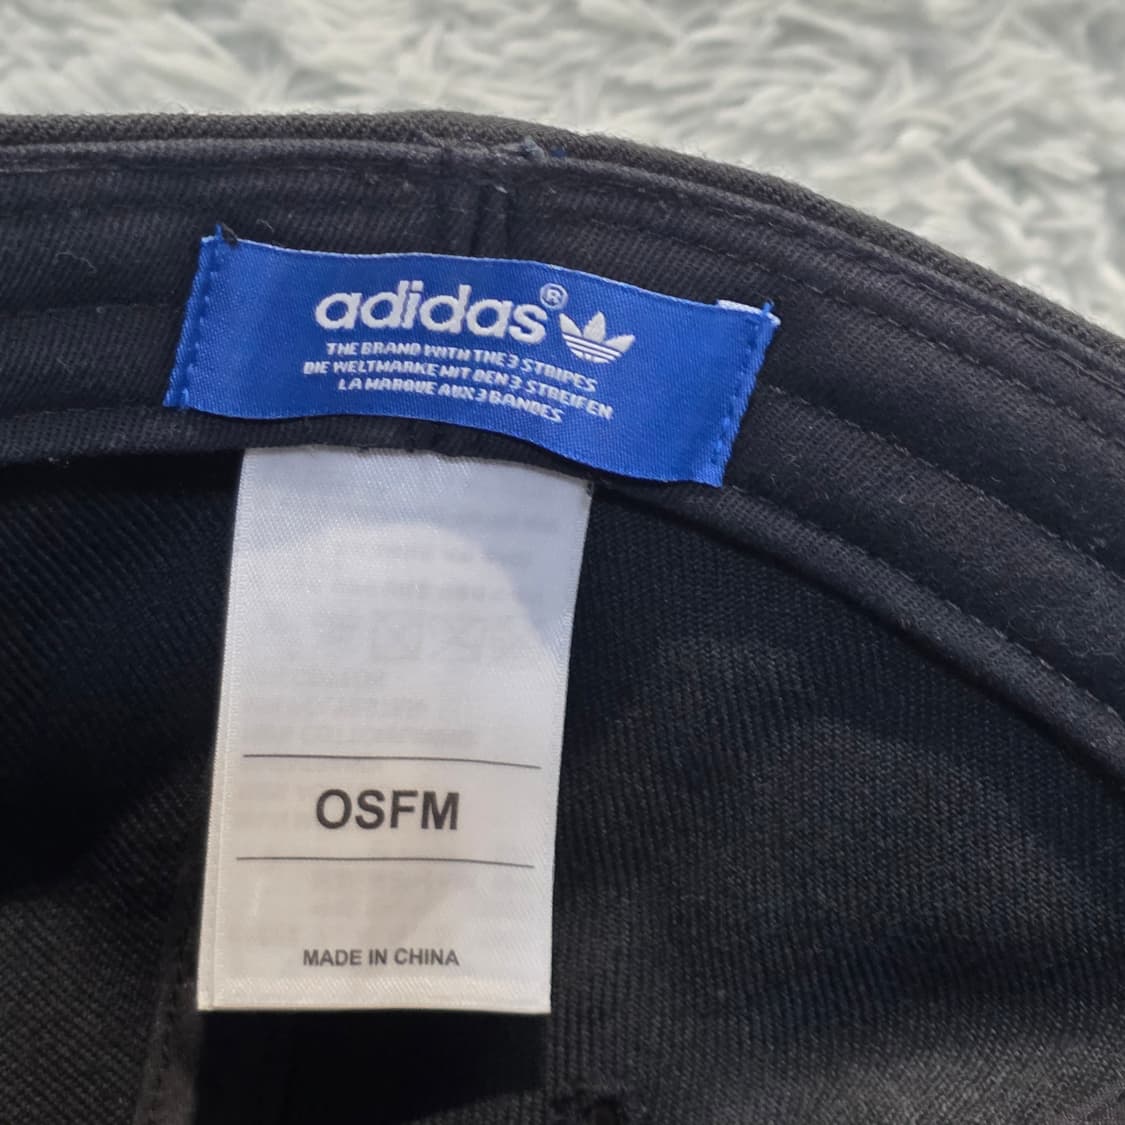 adidas®
THE BRAND WITH THE 3 STRIPES
DIE WELTMARKE MIT DEN 3 STREIFEN
LA MARQUE AUX 3 BANDES
OSFM
MADE IN CHINA